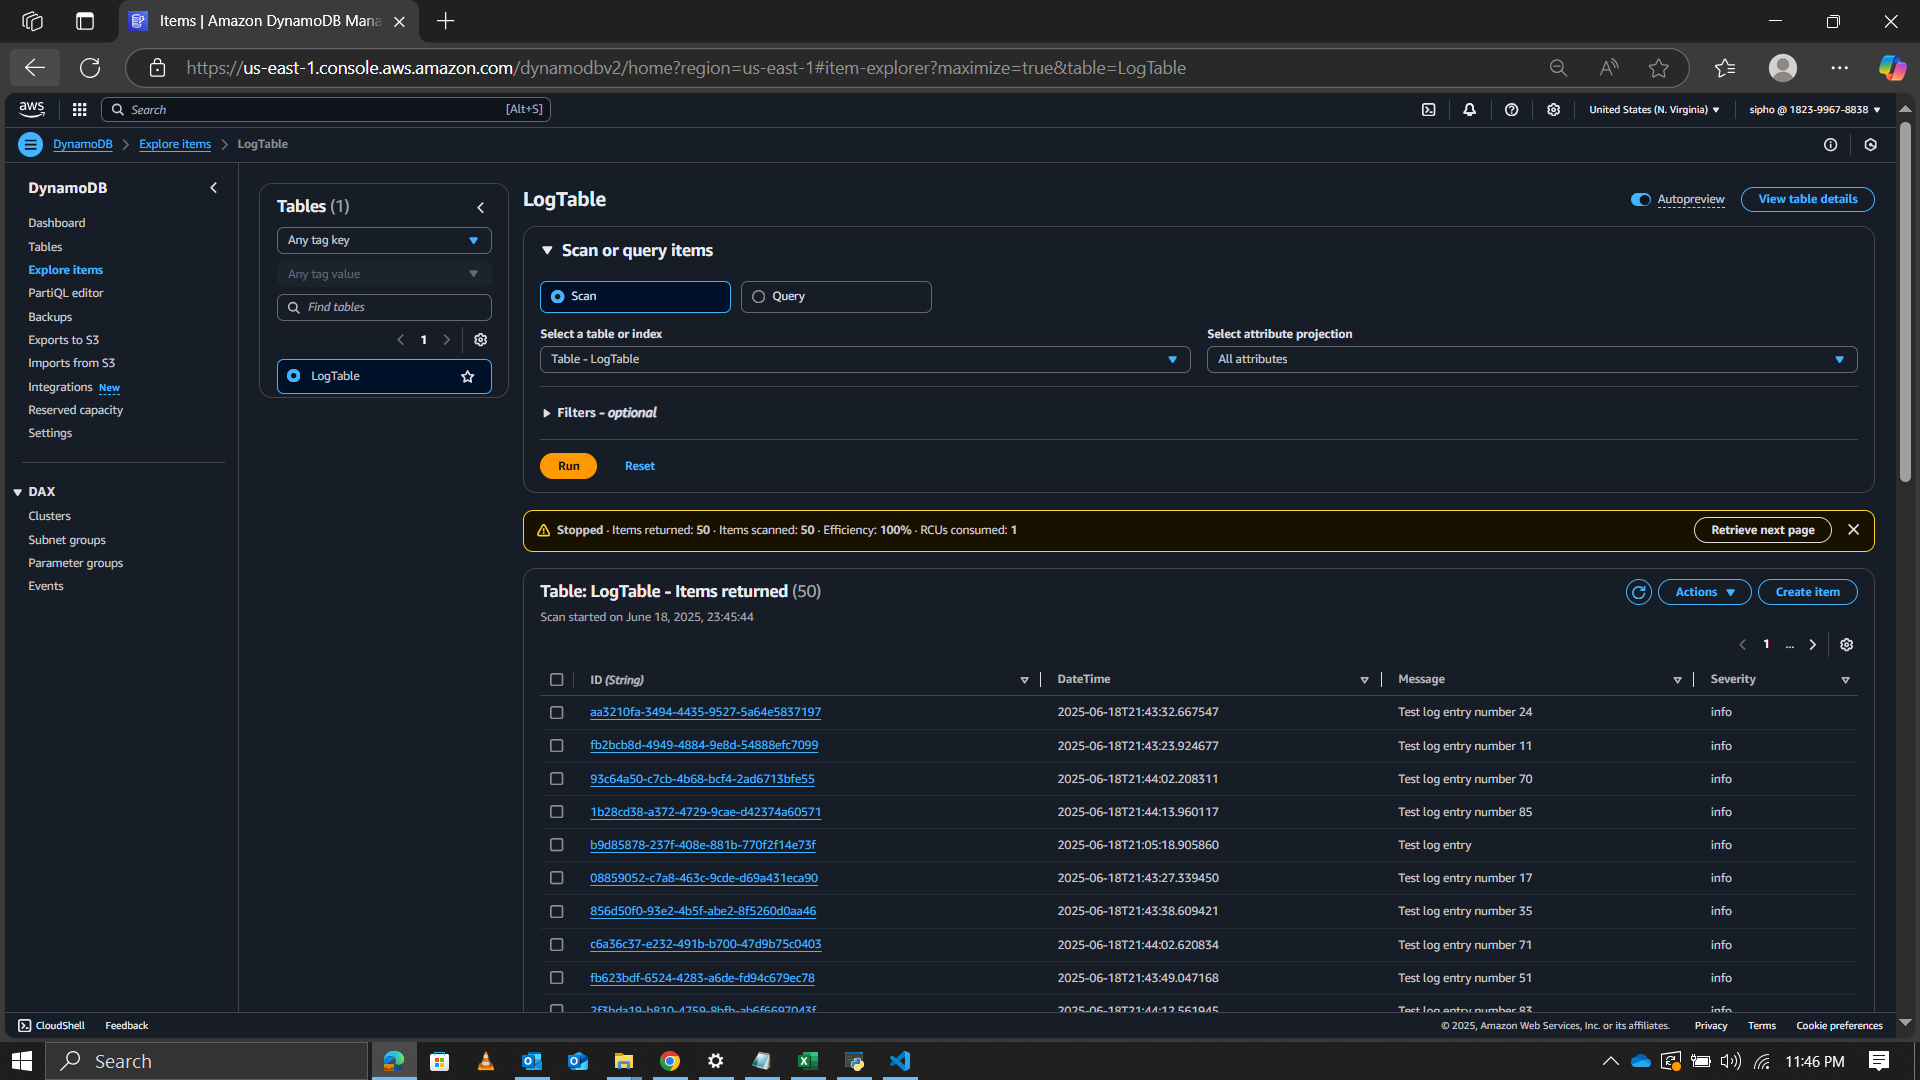 Items | Amazon DynamoDB Mana
https://us-east-1.console.aws.amazon.com/dynamodbv2/home?region=us-east-1#item-explorer?maximize=true&table=LogTable
aws Search [Alt+S] United States (N. Virginia) sipho @ 1823-9967-8838
DynamoDB Explore items LogTable
DynamoDB
Dashboard
Tables
Explore items
PartiQL editor
Backups
Exports to S3
Imports from S3
Integrations New
Reserved capacity
Settings
DAX
Clusters
Subnet groups
Parameter groups
Events
Tables (1)
Any tag key
Any tag value
Find tables
1
LogTable
LogTable
Autopreview View table details
Scan or query items
Scan Query
Select a table or index Select attribute projection
Table - LogTable All attributes
Filters - optional
Run Reset
Stopped · Items returned: 50 · Items scanned: 50 · Efficiency: 100% · RCUs consumed: 1 Retrieve next page
Table: LogTable - Items returned (50)
Actions Create item
Scan started on June 18, 2025, 23:45:44
1 ...
ID (String) DateTime Message Severity
aa3210fa-3494-4435-9527-5a64e5837197 2025-06-18T21:43:32.667547 Test log entry number 24 info
fb2bcb8d-4949-4884-9e8d-54888efc7099 2025-06-18T21:43:23.924677 Test log entry number 11 info
93c64a50-c7cb-4b68-bcf4-2ad6713bfe55 2025-06-18T21:44:02.208311 Test log entry number 70 info
1b28cd38-a372-4729-9cae-d42374a60571 2025-06-18T21:44:13.960117 Test log entry number 85 info
b9d85878-237f-408e-881b-770f2f14e73f 2025-06-18T21:05:18.905860 Test log entry info
08859052-c7a8-463c-9cde-d69a431eca90 2025-06-18T21:43:27.339450 Test log entry number 17 info
856d50f0-93e2-4b5f-abe2-8f5260d0aa46 2025-06-18T21:43:38.609421 Test log entry number 35 info
c6a36c37-e232-491b-b700-47d9b75c0403 2025-06-18T21:44:02.620834 Test log entry number 71 info
fb623bdf-6524-4283-a6de-fd94c679ec78 2025-06-18T21:43:49.047168 Test log entry number 51 info
2f3bda19-b810-4759-8bfb-ab6f6697043f 2025-06-18T21:44:12.561945 Test log entry number 83 info
CloudShell Feedback © 2025, Amazon Web Services, Inc. or its affiliates. Privacy Terms Cookie preferences
Search 11:46 PM